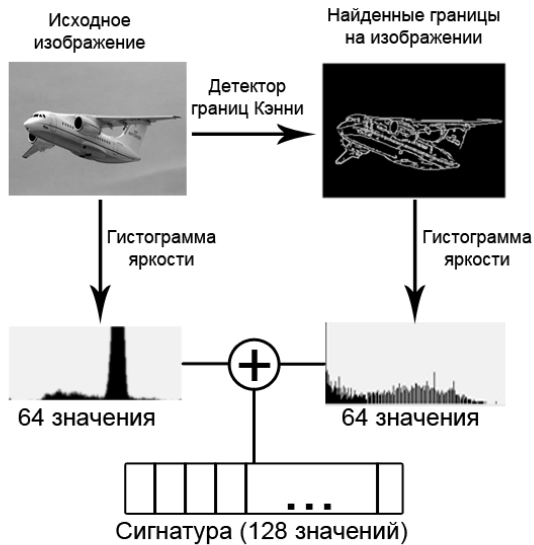 Исходное
изображение
Найденные границы
на изображении
Детектор
границ Кэнни
Гистограмма
яркости
Гистограмма
яркости
+
64 значения
64 значения
...
Сигнатура (128 значений)